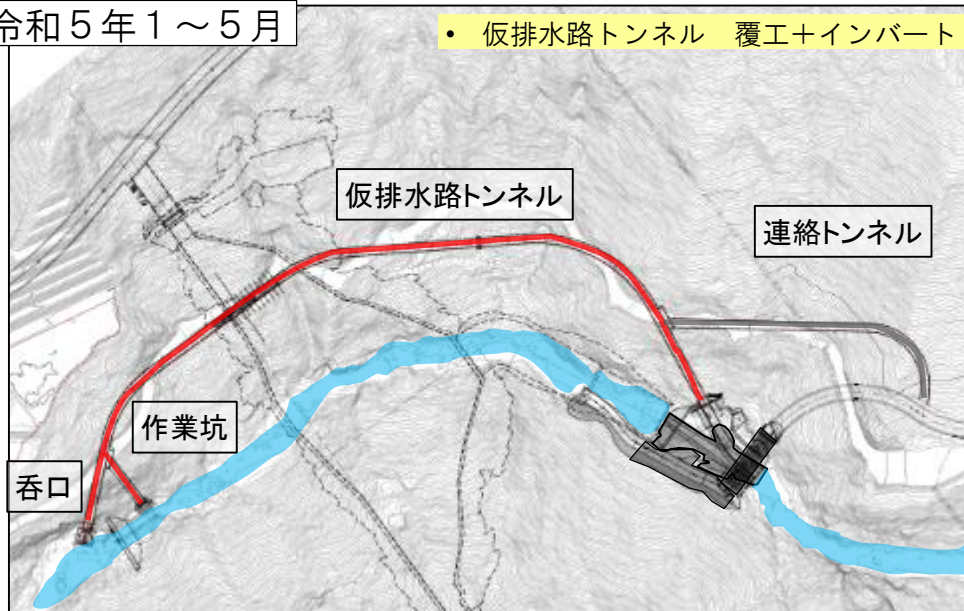 令和５年１～５月
• 仮排水路トンネル　覆工＋インバート
仮排水路トンネル
連絡トンネル
作業坑
呑口